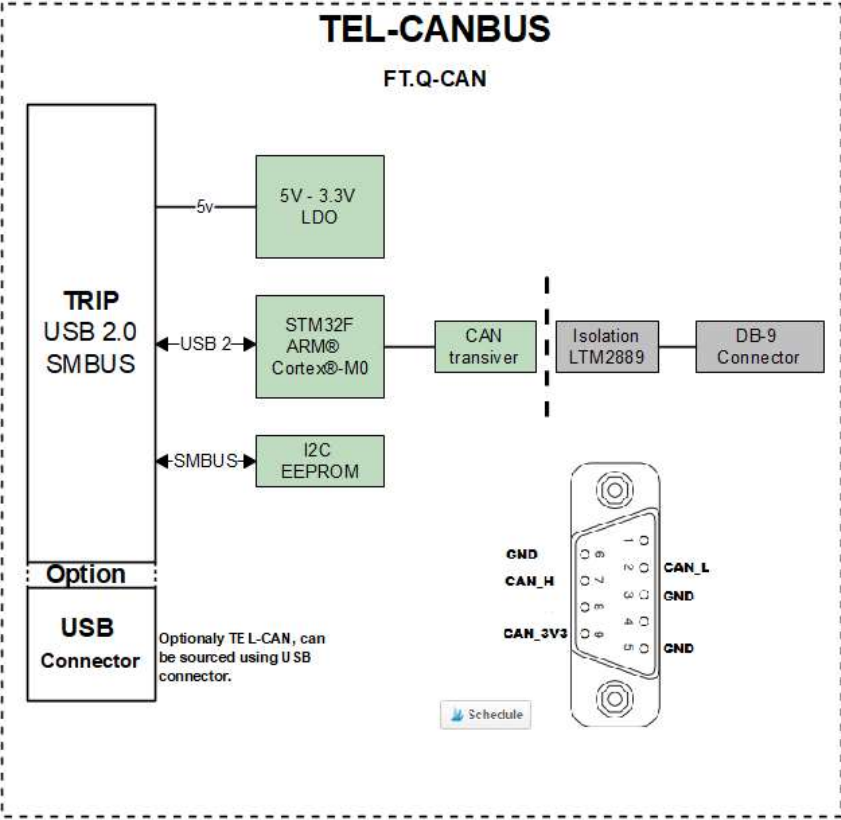 TEL-CANBUS
FT.Q-CAN
5V - 3.3V
LDO
5v
TRIP
USB 2.0
SMBUS
USB 2
STM32F
ARM®
Cortex®-M0
CAN
transiver
Isolation
LTM2889
DB-9
Connector
SMBUS
I2C
EEPROM
Option
USB
Connector
Optionaly TEL-CAN, can
be sourced using USB
connector.
GND
CAN_H
CAN_3V3
6
7
8
9
1
2
3
4
5
CAN_L
GND
GND
Schedule